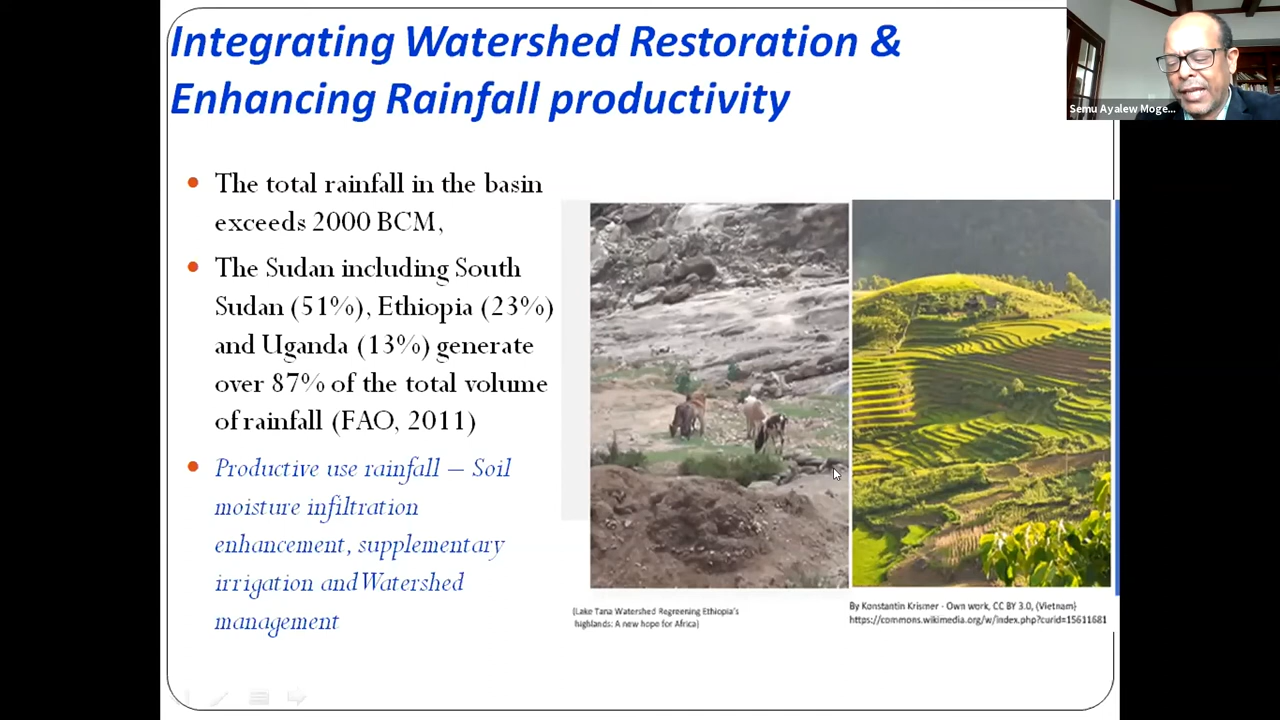 Integrating Watershed Restoration &
Enhancing Rainfall productivity
Semu Ayalew Moge...
The total rainfall in the basin
exceeds 2000 BCM,
The Sudan including South
Sudan (51%), Ethiopia (23%)
and Uganda (13%) generate
over 87% of the total volume
of rainfall (FAO, 2011)
Productive use rainfall – Soil
moisture infiltration
enhancement, supplementary
irrigation and Watershed
management
(Lake Tana Watershed Regreening Ethiopia's
highlands: A new hope for Africa)
By Konstantin Krismer - Own work, CC BY 3.0, (Vietnam)
https://commons.wikimedia.org/w/index.php?curid=15611681